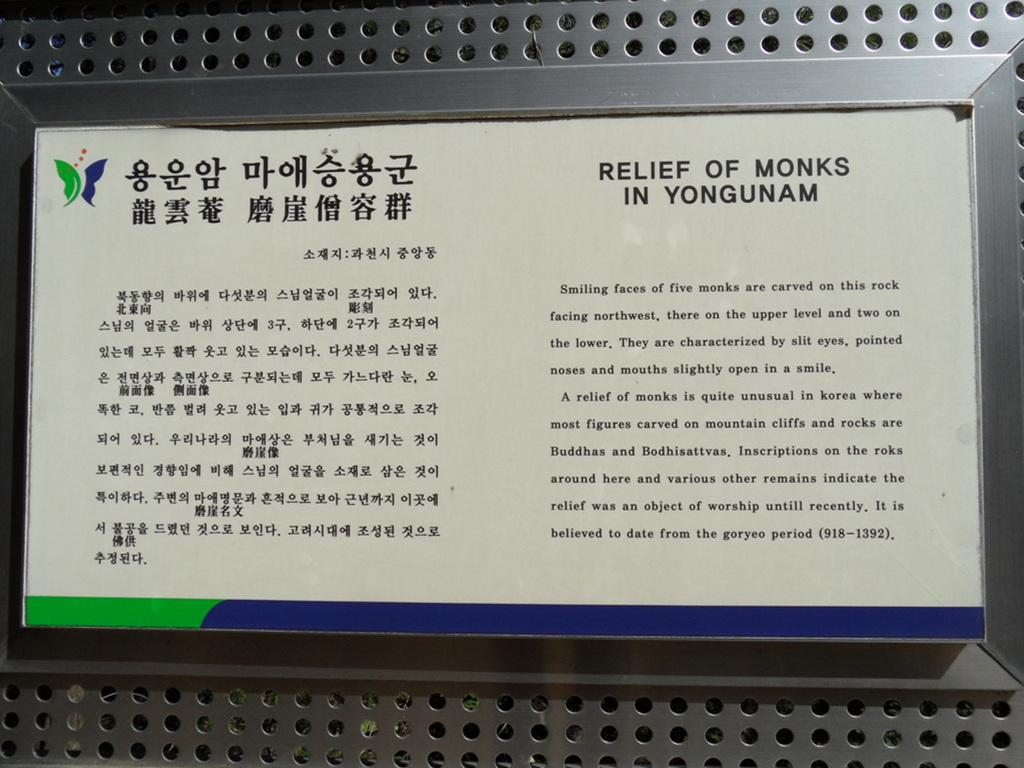 용운암 마애승용군
龍雲菴 磨崖僧容群
소재지:과천시 중앙동
북동향의 바위에 다섯분의 스님얼굴이 조각되어 있다.
北東向 彫刻
스님의 얼굴은 바위 상단에 3구, 하단에 2구가 조각되어
있는데 모두 활짝 웃고 있는 모습이다. 다섯분의 스님얼굴
은 전면상과 측면상으로 구분되는데 모두 가느다란 눈, 오
前面像 側面像
똑한 코, 반쯤 벌려 웃고 있는 입과 귀가 공통적으로 조각
되어 있다. 우리나라의 마애상은 부처님을 새기는 것이
磨崖像
보편적인 경향임에 비해 스님의 얼굴을 소재로 삼은 것이
특이하다. 주변의 마애명문과 흔적으로 보아 근년까지 이곳에
磨崖名文
서 불공을 드렸던 것으로 보인다. 고려시대에 조성된 것으로
佛供
추정된다.
RELIEF OF MONKS
IN YONGUNAM
Smiling faces of five monks are carved on this rock
facing northwest, there on the upper level and two on
the lower. They are characterized by slit eyes, pointed
noses and mouths slightly open in a smile.
A relief of monks is quite unusual in korea where
most figures carved on mountain cliffs and rocks are
Buddhas and Bodhisattvas. Inscriptions on the roks
around here and various other remains indicate the
relief was an object of worship untill recently. It is
believed to date from the goryeo period (918-1392).